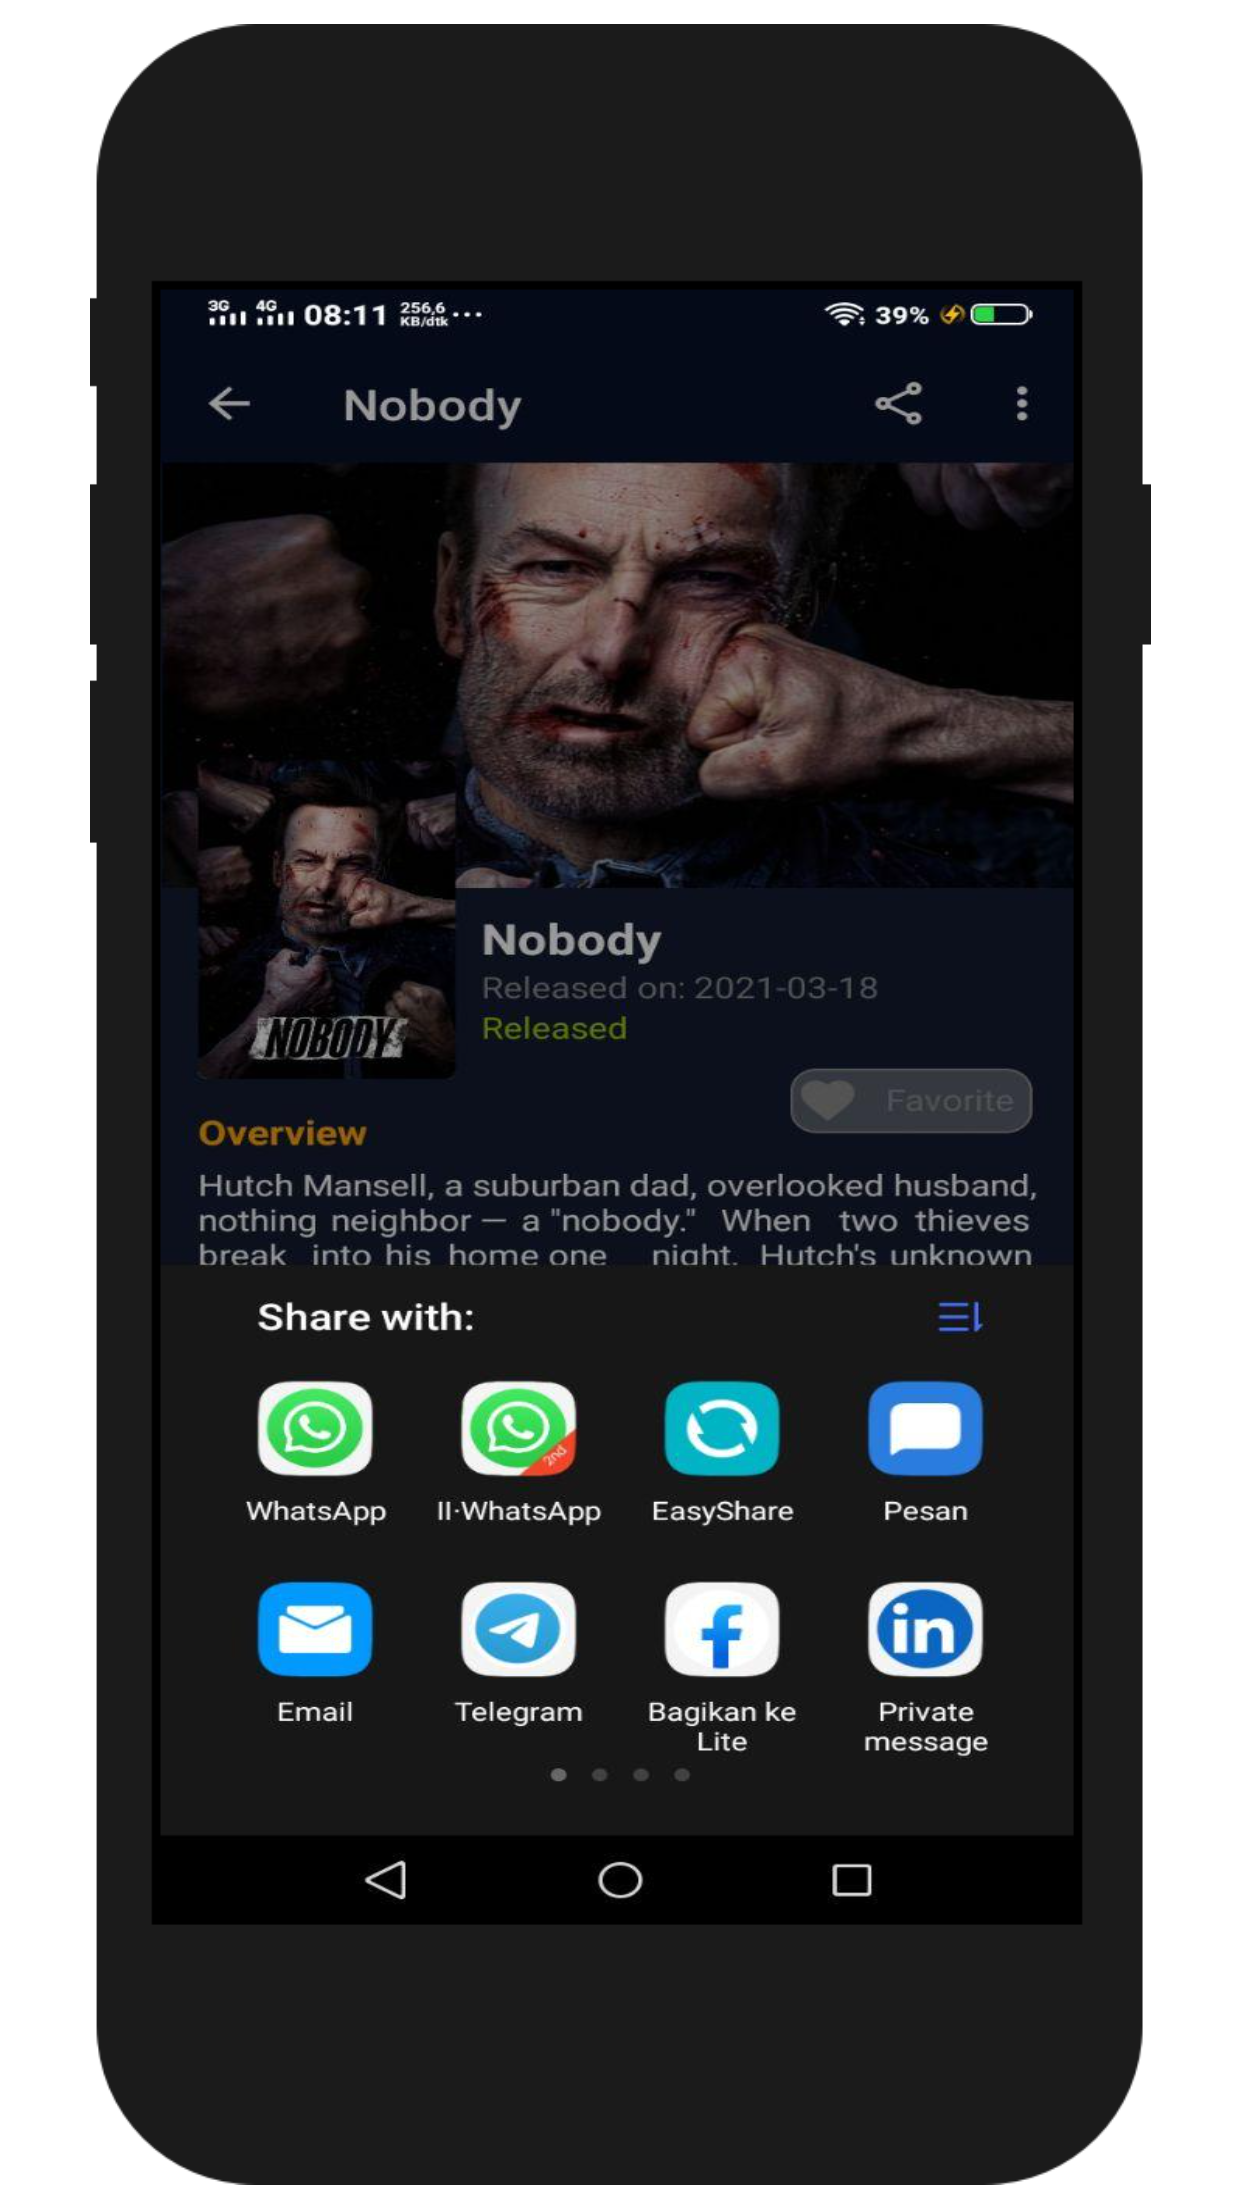 3G 4G 08:11 256,6 KB/dtk ... 39%
Nobody
NOBODY
Nobody
Released on: 2021-03-18
Released
Favorite
Overview
Hutch Mansell, a suburban dad, overlooked husband,
nothing neighbor — a "nobody." When two thieves
break into his home one night, Hutch's unknown
Share with:
2nd
WhatsApp II·WhatsApp EasyShare Pesan
in
Email Telegram Bagikan ke Lite Private message